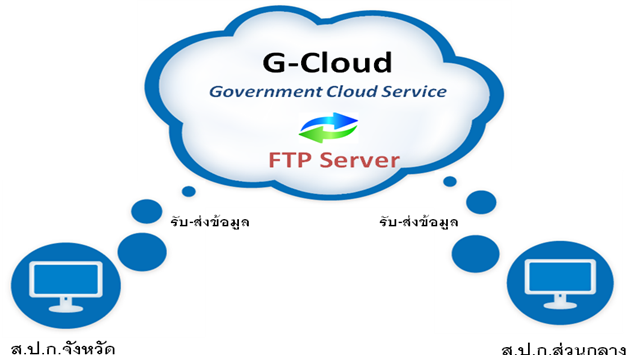 G-Cloud
Government Cloud Service
FTP Server
รับ-ส่งข้อมูล
รับ-ส่งข้อมูล
ส.ป.ก.จังหวัด
ส.ป.ก.ส่วนกลาง